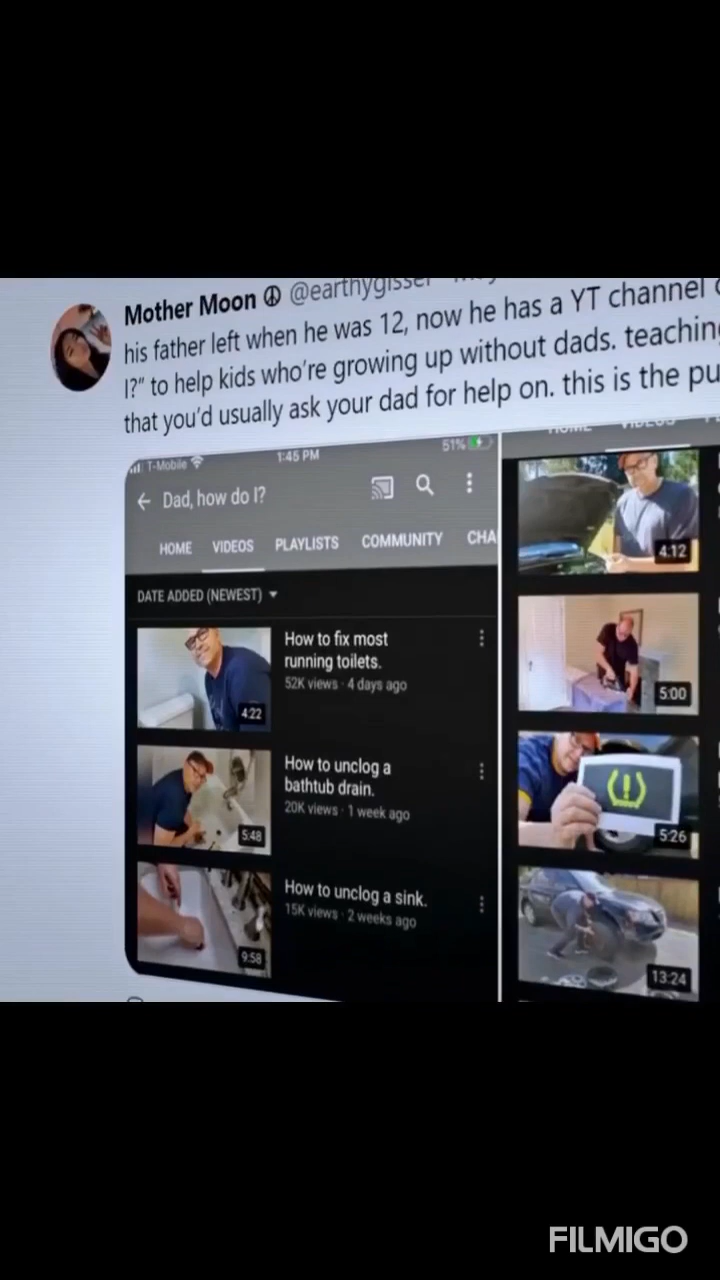 Mother Moon ☮ @earthygisser
his father left when he was 12, now he has a YT channel
I?" to help kids who're growing up without dads. teaching
that you'd usually ask your dad for help on. this is the pu
T-Mobile 1:45 PM 51%
Dad, how do I?
HOME VIDEOS PLAYLISTS COMMUNITY CHA
DATE ADDED (NEWEST)
How to fix most
running toilets.
52K views · 4 days ago
4:22
How to unclog a
bathtub drain.
20K views · 1 week ago
5:48
How to unclog a sink.
15K views · 2 weeks ago
9:58
HOME VIDEOS
4:12
5:00
5:26
13:24
FILMIGO